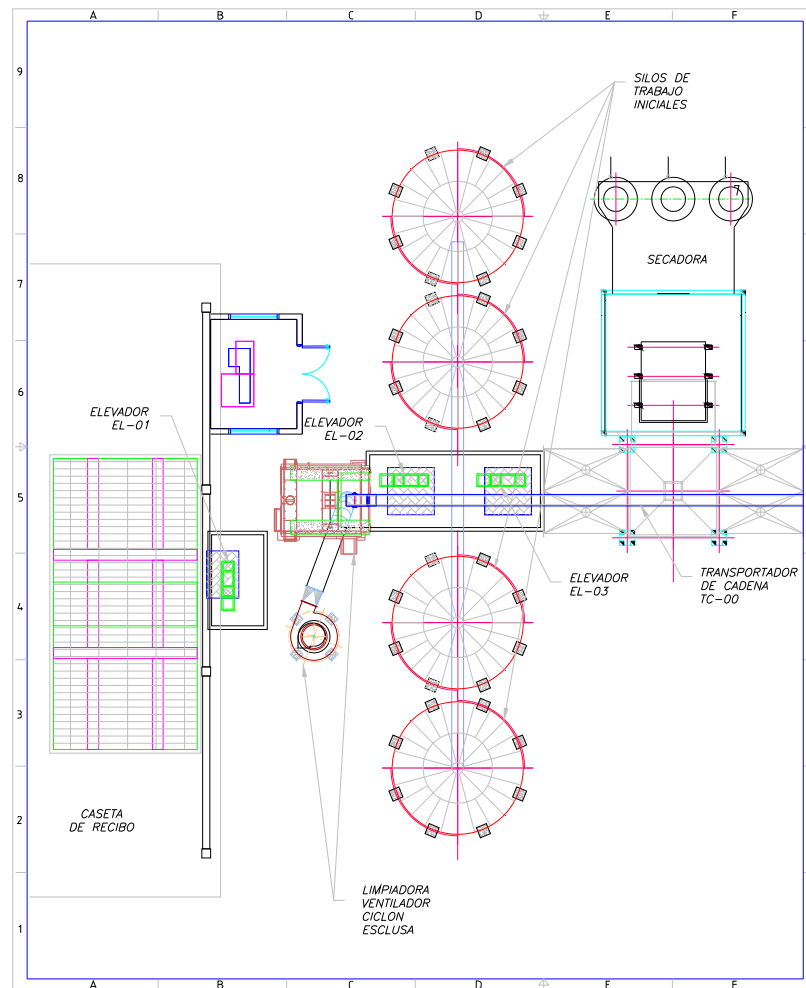 A B C D E F
9
SILOS DE
TRABAJO
INICIALES
8
7
SECADORA
6
ELEVADOR
EL-01
ELEVADOR
EL-02
5
ELEVADOR
EL-03
TRANSPORTADOR
DE CADENA
TC-00
4
3
CASETA
DE RECIBO
2
LIMPIADORA
VENTILADOR
CICLON
ESCLUSA
1
A B C D E F